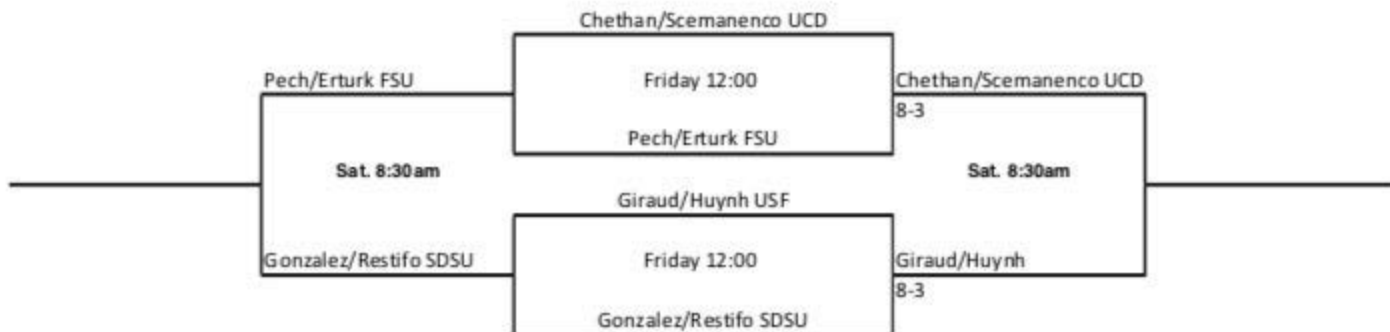 Chethan/Scemanenco UCD
Pech/Erturk FSU
Friday 12:00
Chethan/Scemanenco UCD
8-3
Pech/Erturk FSU
Sat. 8:30am
Sat. 8:30am
Giraud/Huynh USF
Gonzalez/Restifo SDSU
Friday 12:00
Giraud/Huynh
8-3
Gonzalez/Restifo SDSU